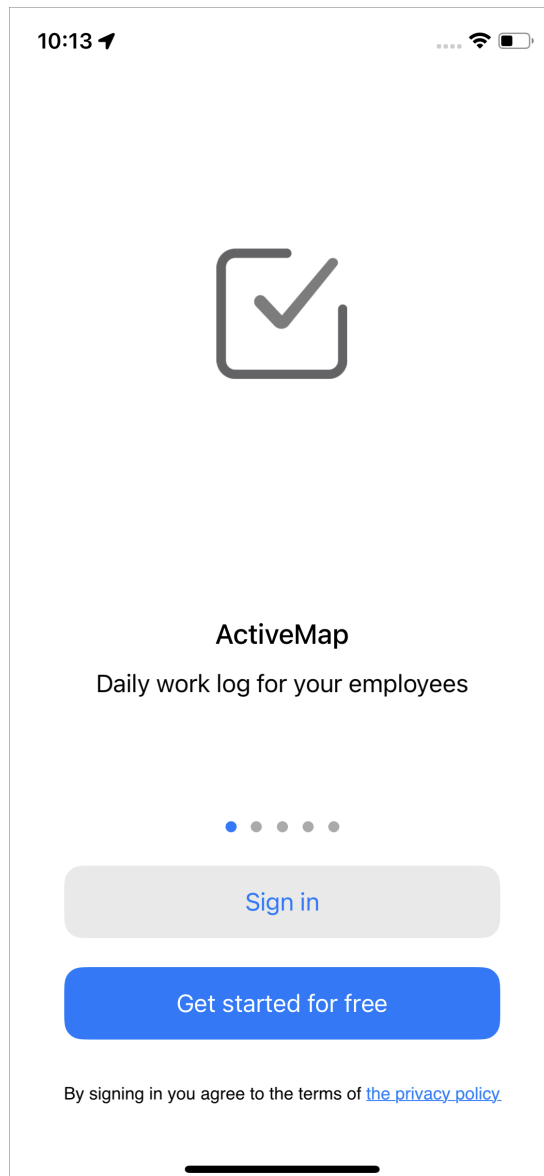 10:13
ActiveMap
Daily work log for your employees
Sign in
Get started for free
By signing in you agree to the terms of the privacy policy